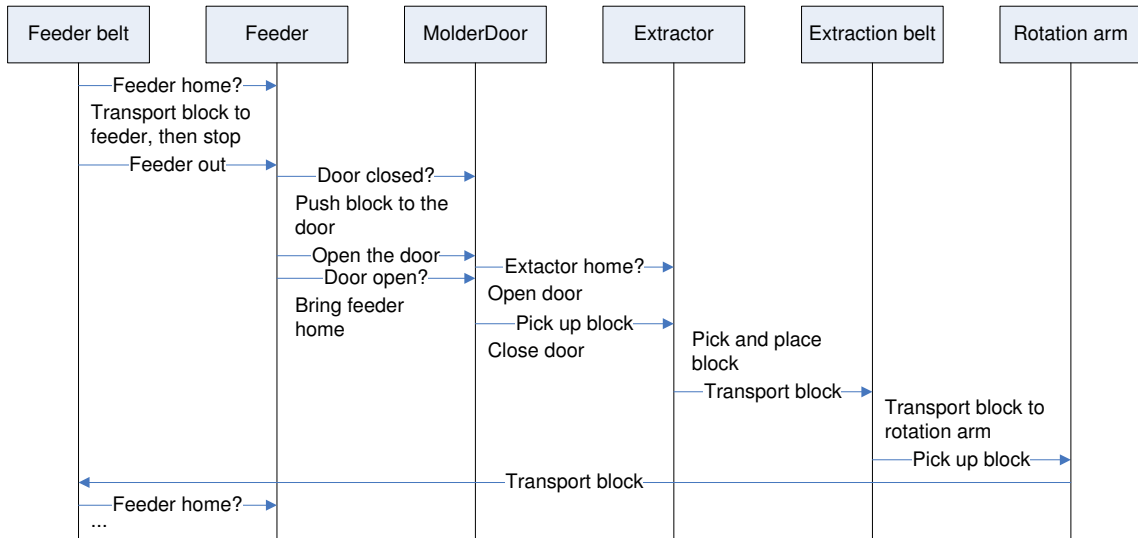 Feeder belt
Feeder
MolderDoor
Extractor
Extraction belt
Rotation arm
Feeder home?
Transport block to
feeder, then stop
Feeder out
Door closed?
Push block to the
door
Open the door
Extactor home?
Door open?
Open door
Bring feeder
home
Pick up block
Close door
Pick and place
block
Transport block
Transport block to
rotation arm
Pick up block
Transport block
Feeder home?
...